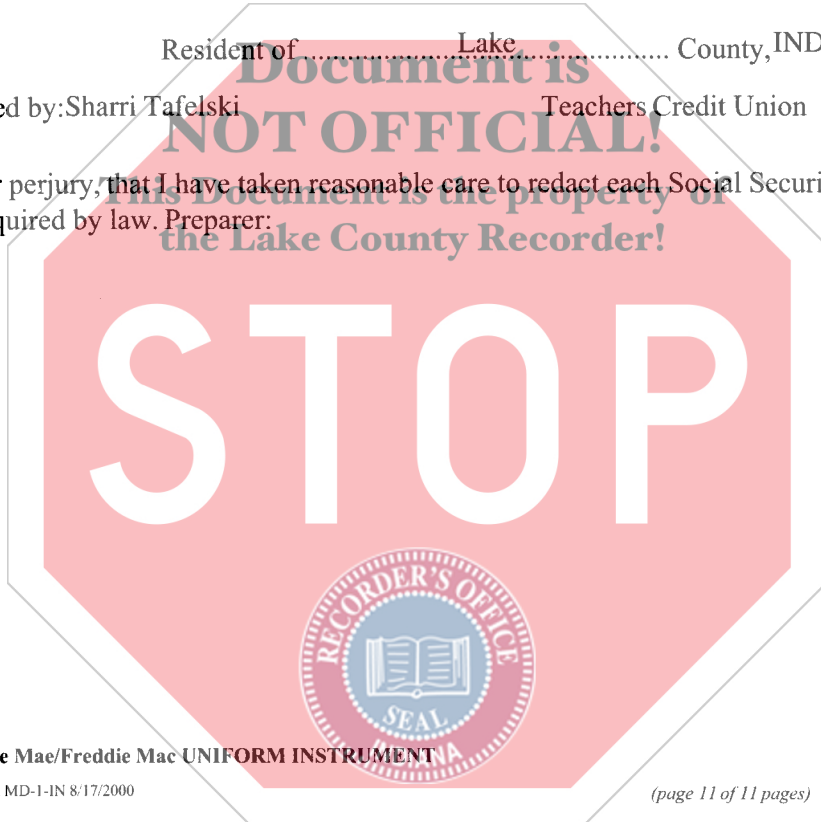 Resident of ........................Lake................................ County, IND
Document is
ed by:Sharri Tafelski Teachers Credit Union
NOT OFFICIAL!
r perjury, that I have taken reasonable care to redact each Social Securi
This Document is the property of
quired by law. Preparer:
the Lake County Recorder!
STOP
RECORDER'S OFFICE
SEAL
INDIANA
e Mae/Freddie Mac UNIFORM INSTRUMENT
MD-1-IN 8/17/2000 (page 11 of 11 pages)